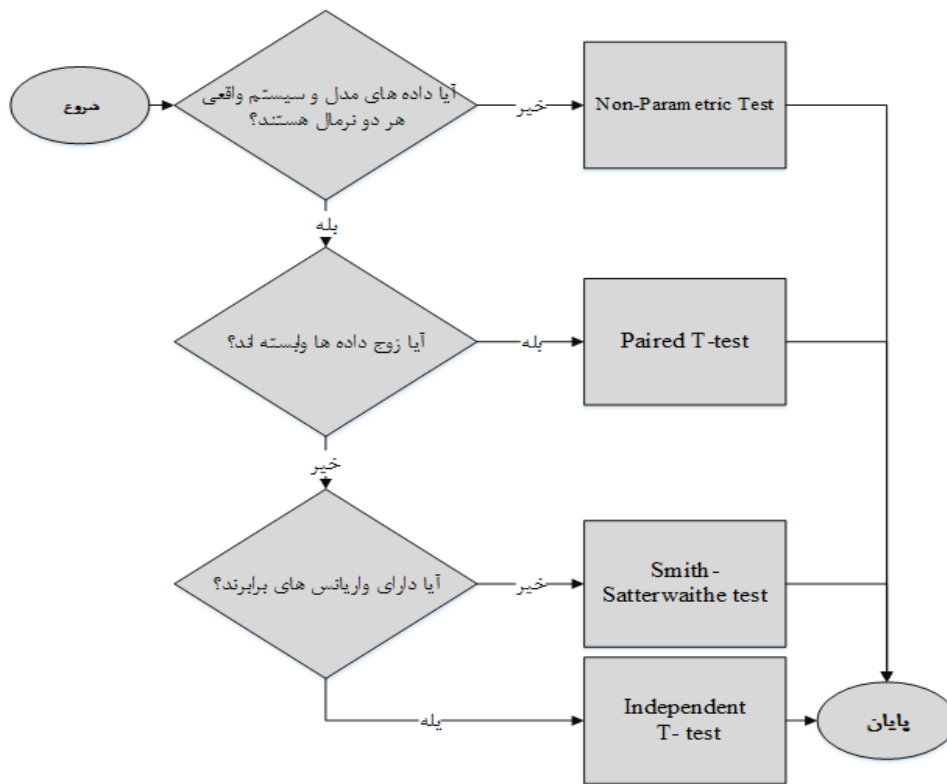 شروع
آیا داده های مدل و سیستم واقعی
هر دو نرمال هستند؟
خیر
Non-Parametric Test
بله
آیا زوج داده ها وابسته اند؟
بله
Paired T-test
خیر
آیا دارای واریانس های برابرند؟
خیر
Smith-
Satterwaithe test
یله
Independent
T- test
پایان